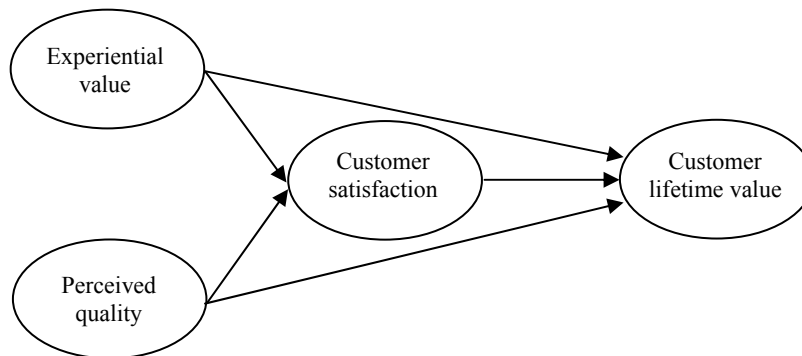 Experiential
value
Customer
satisfaction
Customer
lifetime value
Perceived
quality